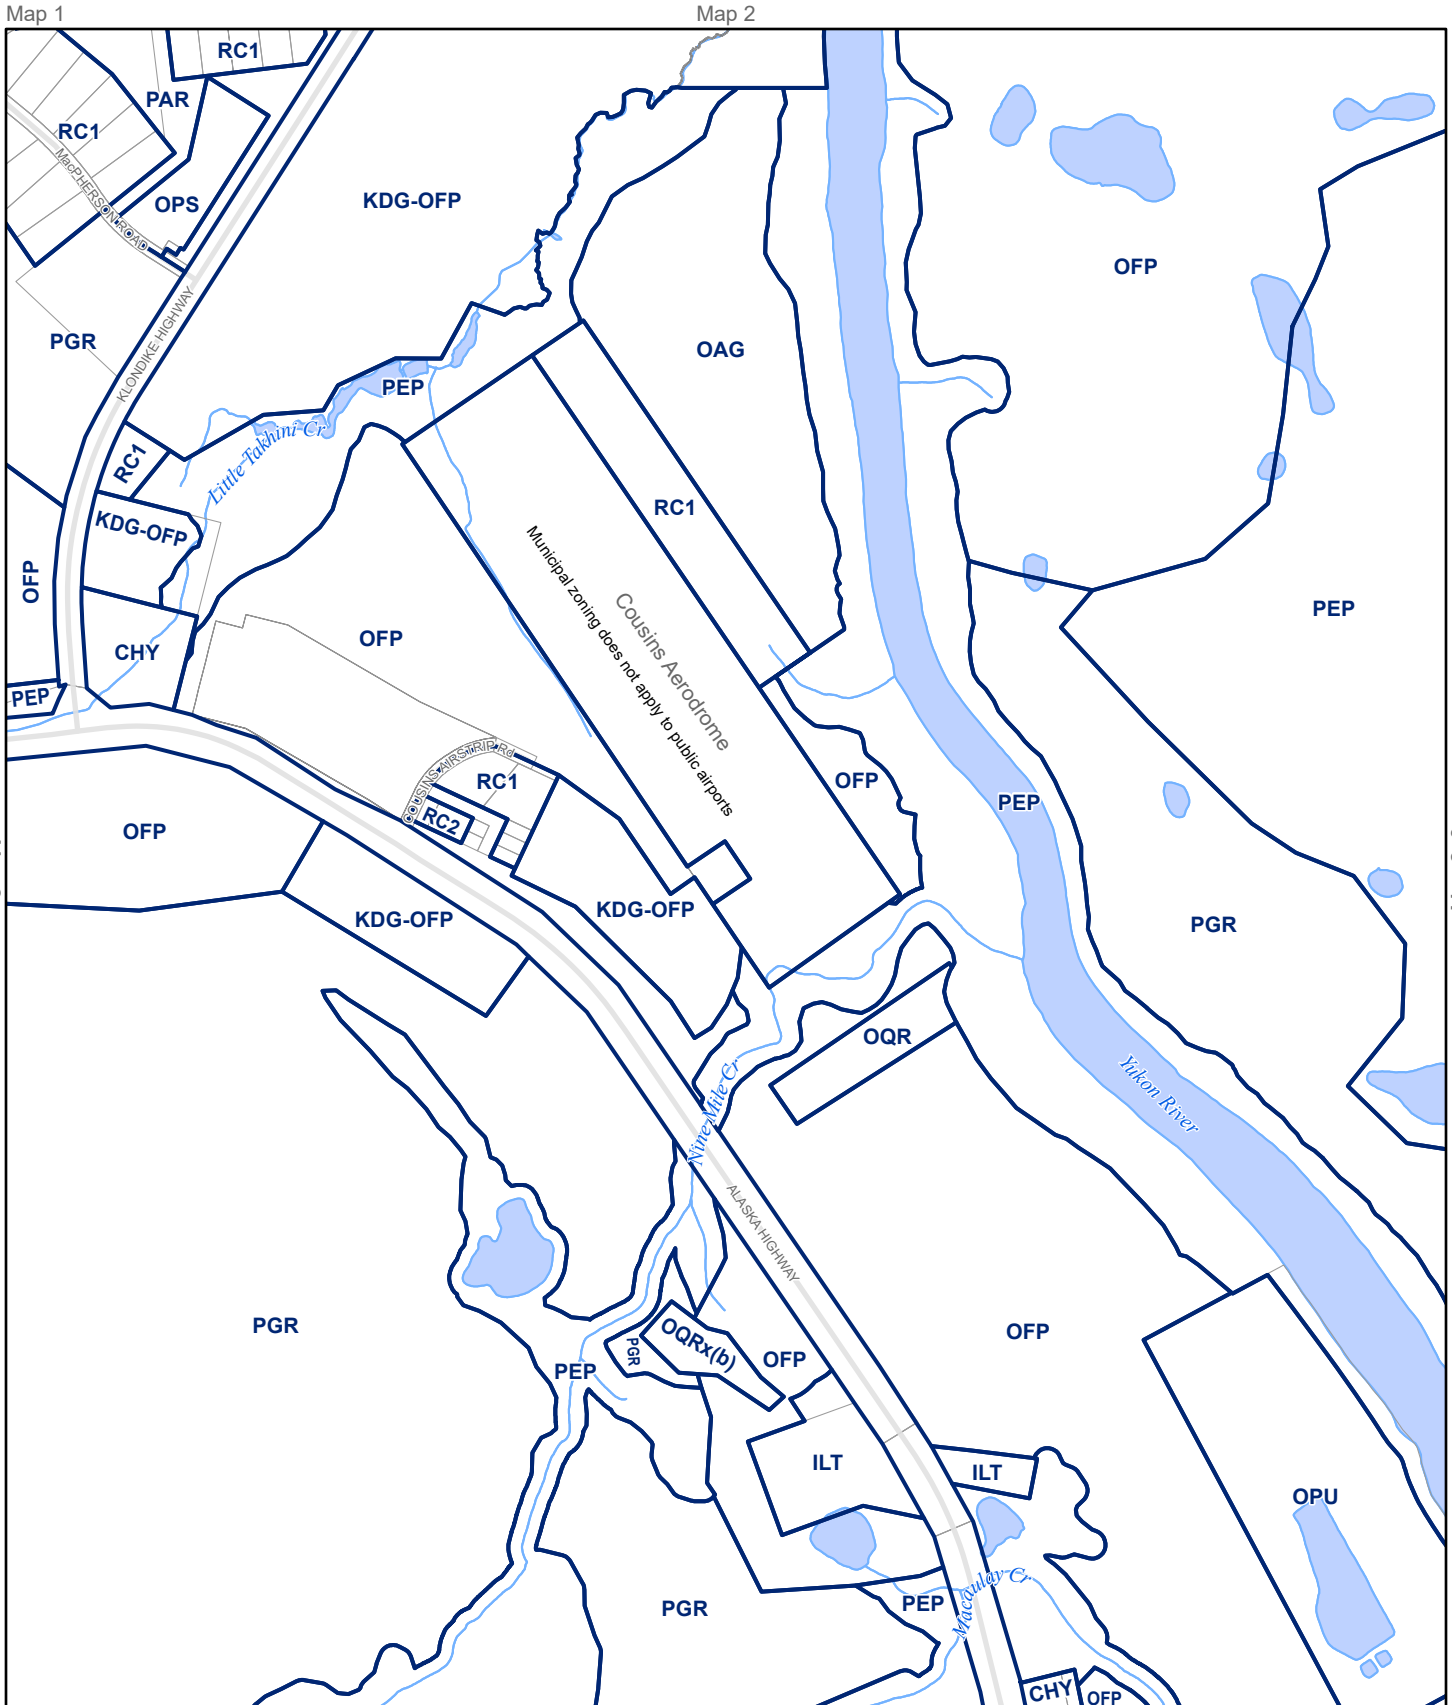 Map 1
Map 2
RC1
PAR
RC1
MacPHERSON ROAD
OPS
KDG-OFP
OFP
PGR
KLONDIKE HIGHWAY
OAG
PEP
Little Takhini Cr
RC1
RC1
KDG-OFP
OFP
Municipal zoning does not apply to public airports
Cousins Aerodrome
PEP
CHY
OFP
PEP
COUSINS AIRSTRIP Rd
RC1
OFP
PEP
RC2
OFP
KDG-OFP
KDG-OFP
PGR
OQR
Yukon River
Nine Mile Cr
ALASKA HIGHWAY
PGR
OQRx(b)
PGR
OFP
OFP
PEP
ILT
ILT
OPU
PGR
PEP
Macaulay Cr
CHY
OFP